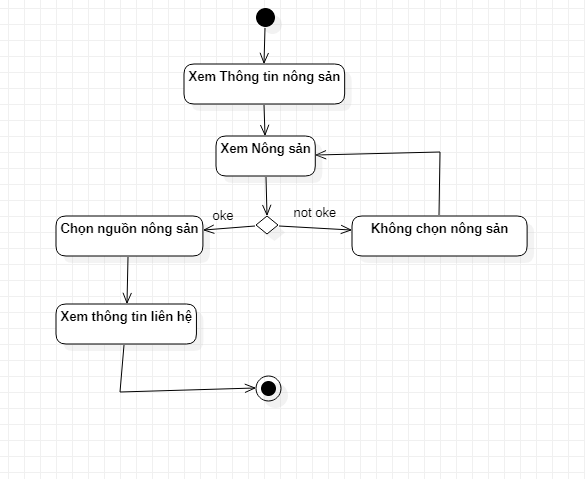 Xem Thông tin nông sản
Xem Nông sản
oke
not oke
Chọn nguồn nông sản
Không chọn nông sản
Xem thông tin liên hệ